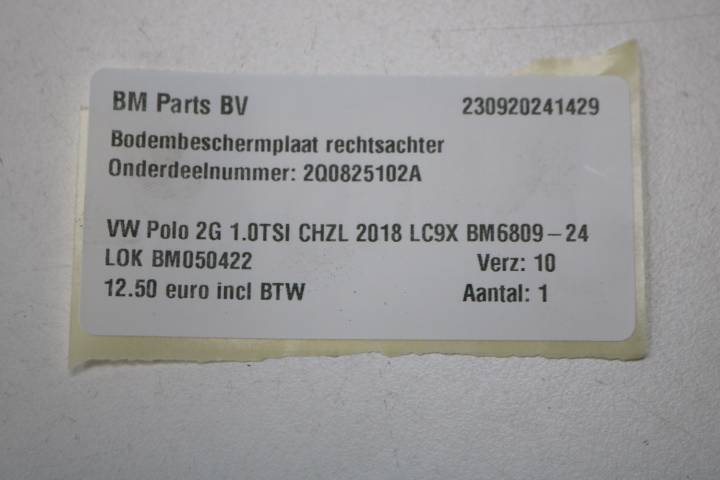 BM Parts BV 230920241429
Bodembeschermplaat rechtsachter
Onderdeelnummer: 2Q0825102A
VW Polo 2G 1.0TSI CHZL 2018 LC9X BM6809-24
LOK BM050422 Verz: 10
12.50 euro incl BTW Aantal: 1